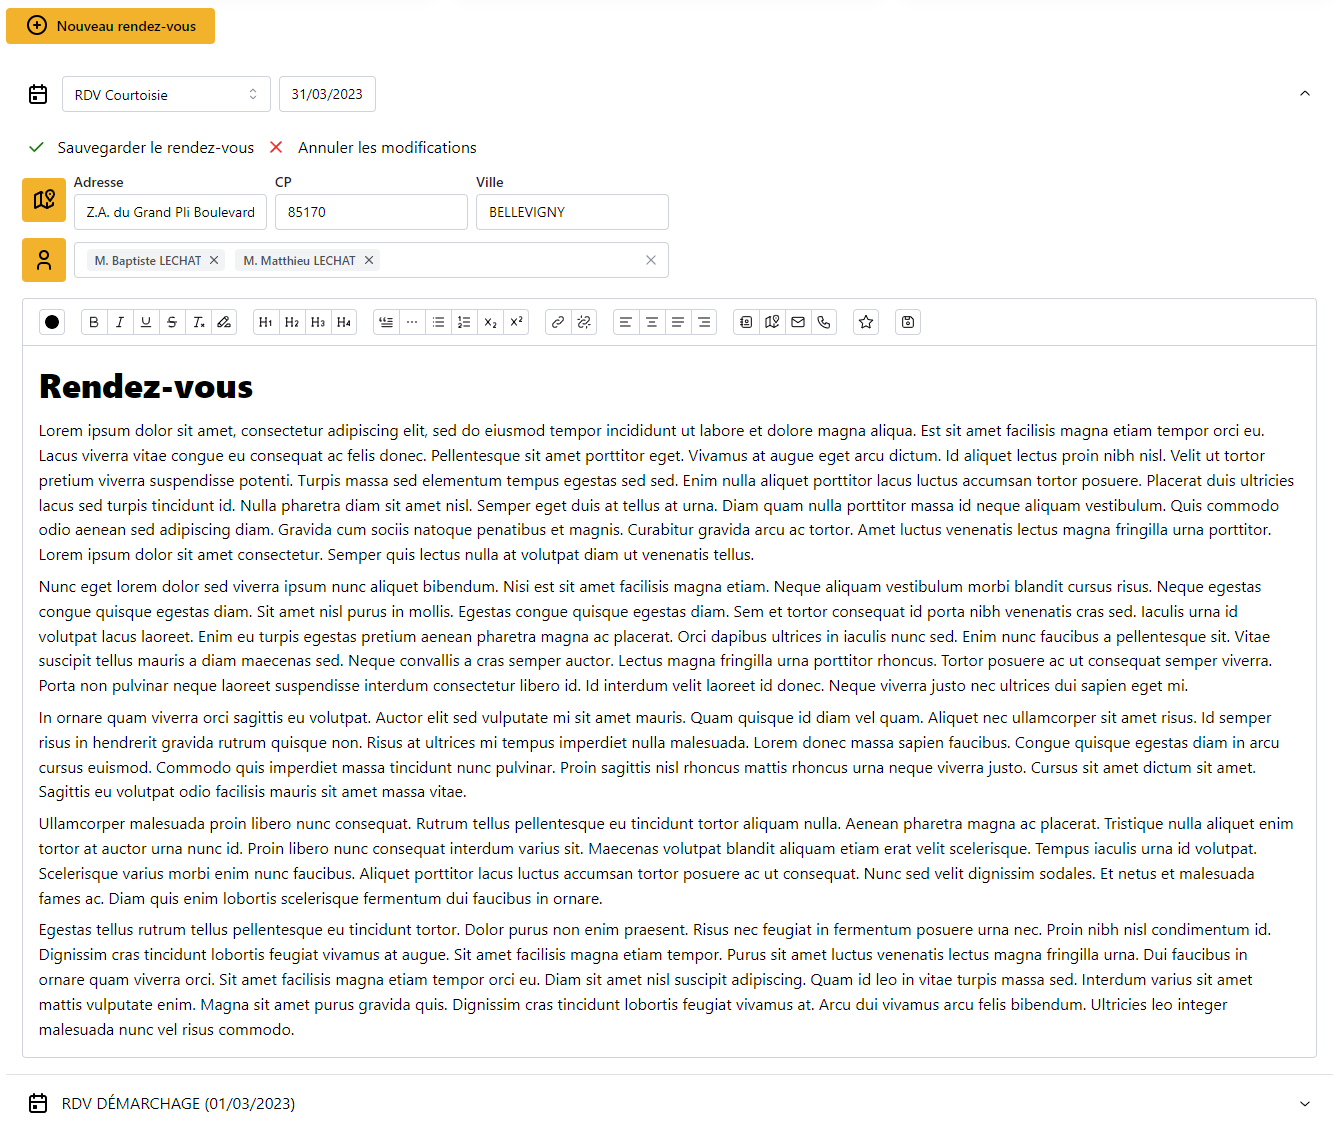 Nouveau rendez-vous
RDV Courtoisie 31/03/2023
Sauvegarder le rendez-vous Annuler les modifications
Adresse CP Ville
Z.A. du Grand Pli Boulevard 85170 BELLEVIGNY
M. Baptiste LECHAT M. Matthieu LECHAT
B I U S Tx H1 H2 H3 H4 x2 x2
Rendez-vous
Lorem ipsum dolor sit amet, consectetur adipiscing elit, sed do eiusmod tempor incididunt ut labore et dolore magna aliqua. Est sit amet facilisis magna etiam tempor orci eu.
Lacus viverra vitae congue eu consequat ac felis donec. Pellentesque sit amet porttitor eget. Vivamus at augue eget arcu dictum. Id aliquet lectus proin nibh nisl. Velit ut tortor
pretium viverra suspendisse potenti. Turpis massa sed elementum tempus egestas sed sed. Enim nulla aliquet porttitor lacus luctus accumsan tortor posuere. Placerat duis ultricies
lacus sed turpis tincidunt id. Nulla pharetra diam sit amet nisl. Semper eget duis at tellus at urna. Diam quam nulla porttitor massa id neque aliquam vestibulum. Quis commodo
odio aenean sed adipiscing diam. Gravida cum sociis natoque penatibus et magnis. Curabitur gravida arcu ac tortor. Amet luctus venenatis lectus magna fringilla urna porttitor.
Lorem ipsum dolor sit amet consectetur. Semper quis lectus nulla at volutpat diam ut venenatis tellus.
Nunc eget lorem dolor sed viverra ipsum nunc aliquet bibendum. Nisi est sit amet facilisis magna etiam. Neque aliquam vestibulum morbi blandit cursus risus. Neque egestas
congue quisque egestas diam. Sit amet nisl purus in mollis. Egestas congue quisque egestas diam. Sem et tortor consequat id porta nibh venenatis cras sed. Iaculis urna id
volutpat lacus laoreet. Enim eu turpis egestas pretium aenean pharetra magna ac placerat. Orci dapibus ultrices in iaculis nunc sed. Enim nunc faucibus a pellentesque sit. Vitae
suscipit tellus mauris a diam maecenas sed. Neque convallis a cras semper auctor. Lectus magna fringilla urna porttitor rhoncus. Tortor posuere ac ut consequat semper viverra.
Porta non pulvinar neque laoreet suspendisse interdum consectetur libero id. Id interdum velit laoreet id donec. Neque viverra justo nec ultrices dui sapien eget mi.
In ornare quam viverra orci sagittis eu volutpat. Auctor elit sed vulputate mi sit amet mauris. Quam quisque id diam vel quam. Aliquet nec ullamcorper sit amet risus. Id semper
risus in hendrerit gravida rutrum quisque non. Risus at ultrices mi tempus imperdiet nulla malesuada. Lorem donec massa sapien faucibus. Congue quisque egestas diam in arcu
cursus euismod. Commodo quis imperdiet massa tincidunt nunc pulvinar. Proin sagittis nisl rhoncus mattis rhoncus urna neque viverra justo. Cursus sit amet dictum sit amet.
Sagittis eu volutpat odio facilisis mauris sit amet massa vitae.
Ullamcorper malesuada proin libero nunc consequat. Rutrum tellus pellentesque eu tincidunt tortor aliquam nulla. Aenean pharetra magna ac placerat. Tristique nulla aliquet enim
tortor at auctor urna nunc id. Proin libero nunc consequat interdum varius sit. Maecenas volutpat blandit aliquam etiam erat velit scelerisque. Tempus iaculis urna id volutpat.
Scelerisque varius morbi enim nunc faucibus. Aliquet porttitor lacus luctus accumsan tortor posuere ac ut consequat. Nunc sed velit dignissim sodales. Et netus et malesuada
fames ac. Diam quis enim lobortis scelerisque fermentum dui faucibus in ornare.
Egestas tellus rutrum tellus pellentesque eu tincidunt tortor. Dolor purus non enim praesent. Risus nec feugiat in fermentum posuere urna nec. Proin nibh nisl condimentum id.
Dignissim cras tincidunt lobortis feugiat vivamus at augue. Sit amet facilisis magna etiam tempor. Purus sit amet luctus venenatis lectus magna fringilla urna. Dui faucibus in
ornare quam viverra orci. Sit amet facilisis magna etiam tempor orci eu. Diam sit amet nisl suscipit adipiscing. Quam id leo in vitae turpis massa sed. Interdum varius sit amet
mattis vulputate enim. Magna sit amet purus gravida quis. Dignissim cras tincidunt lobortis feugiat vivamus at. Arcu dui vivamus arcu felis bibendum. Ultricies leo integer
malesuada nunc vel risus commodo.
RDV DÉMARCHAGE (01/03/2023)